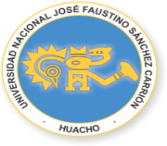 UNIVERSIDAD NACIONAL JOSÉ FAUSTINO SÁNCHEZ CARRIÓN
· HUACHO ·